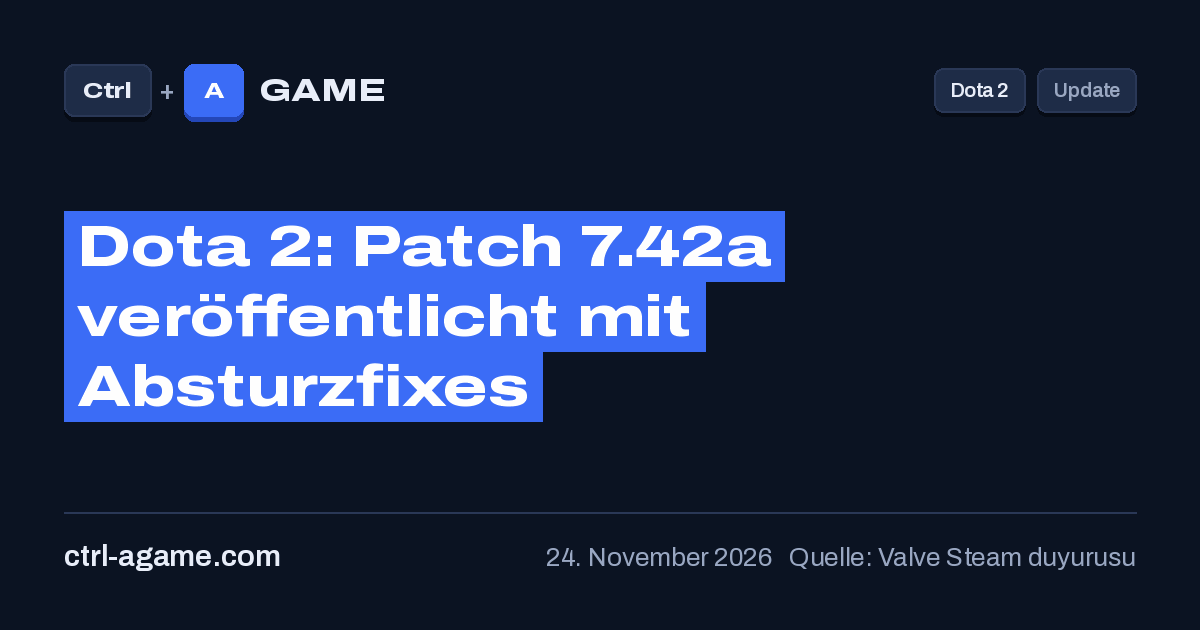 Ctrl + A GAME
Dota 2 Update
Dota 2: Patch 7.42a
veröffentlicht mit
Absturzfixes
ctrl-agame.com
24. November 2026 Quelle: Valve Steam duyurusu